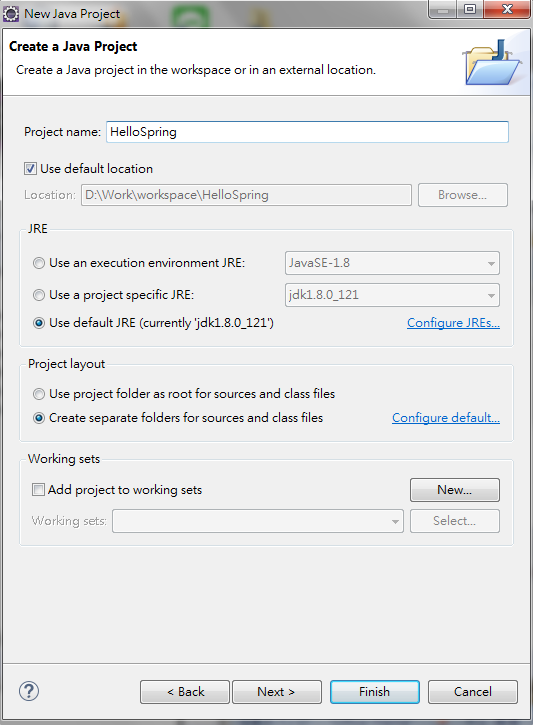 New Java Project
Create a Java Project
Create a Java project in the workspace or in an external location.
Project name: HelloSpring
Use default location
Location: D:\Work\workspace\HelloSpring Browse...
JRE
Use an execution environment JRE: JavaSE-1.8
Use a project specific JRE: jdk1.8.0_121
Use default JRE (currently 'jdk1.8.0_121') Configure JREs...
Project layout
Use project folder as root for sources and class files
Create separate folders for sources and class files Configure default...
Working sets
Add project to working sets New...
Working sets: Select...
? < Back Next > Finish Cancel